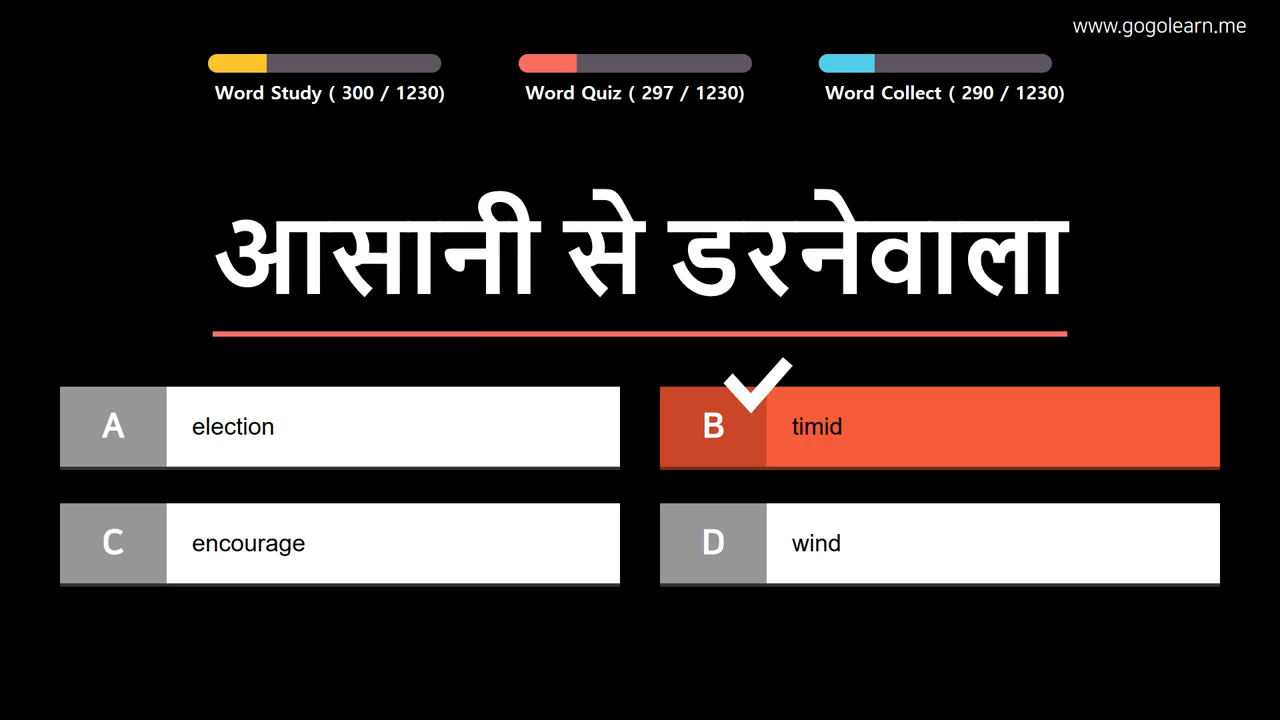 www.gogolearn.me
Word Study ( 300 / 1230)
Word Quiz ( 297 / 1230)
Word Collect ( 290 / 1230)
आसानी से डरनेवाला
A
election
B
timid
C
encourage
D
wind